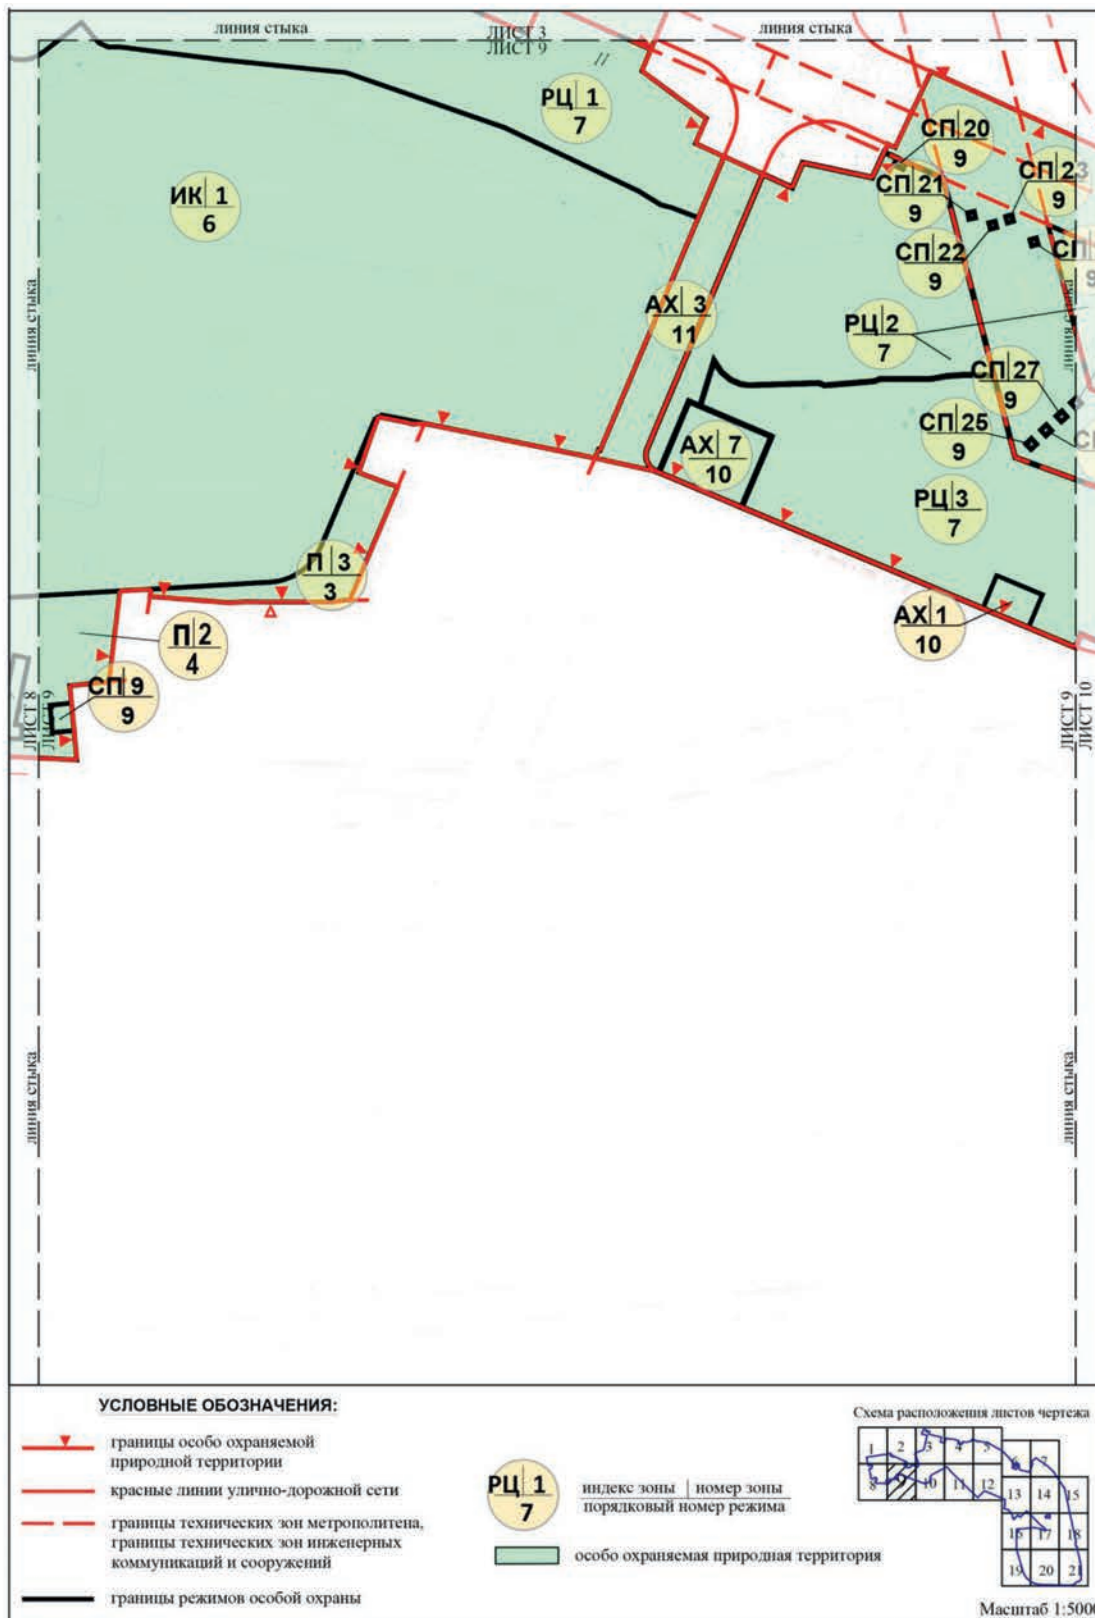 линия стыка
ЛИСТ 3
ЛИСТ 9
линия стыка
РЦ 1
7
СП 20
9
СП 23
9
ИК 1
6
СП 21
9
СП 22
9
СП
9
линия стыка
линия стыка
АХ 3
11
РЦ 2
7
СП 27
9
СП 25
9
АХ 7
10
РЦ 3
7
П 3
3
АХ 1
10
П 2
4
СП 9
9
ЛИСТ 8
ЛИСТ 9
ЛИСТ 9
ЛИСТ 10
линия стыка
линия стыка
УСЛОВНЫЕ ОБОЗНАЧЕНИЯ:
границы особо охраняемой
природной территории
красные линии улично-дорожной сети
границы технических зон метрополитена,
границы технических зон инженерных
коммуникаций и сооружений
границы режимов особой охраны
РЦ 1
7
индекс зоны | номер зоны
порядковый номер режима
особо охраняемая природная территория
Схема расположения листов чертежа
1 2 3 4 5 6 7
8 9 10 11 12 13 14 15
16 17 18
19 20 21
Масштаб 1:5000